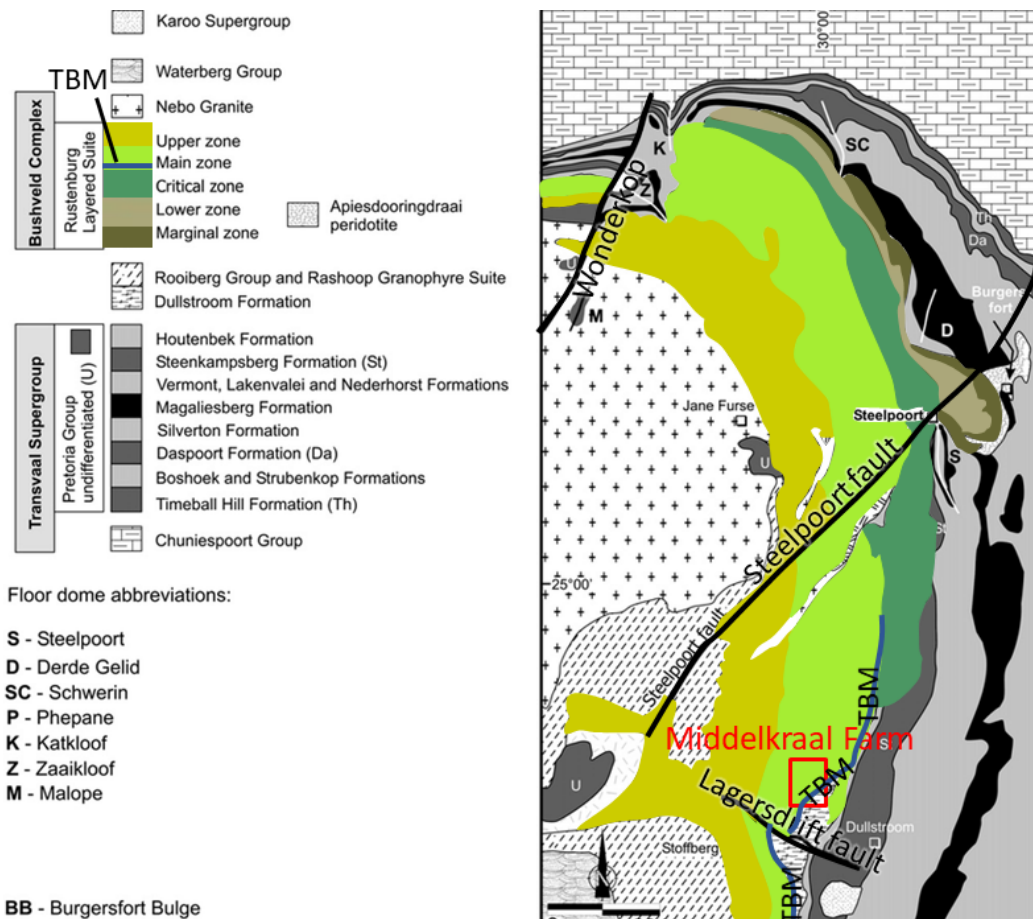 Karoo Supergroup
Waterberg Group
TBM
Nebo Granite
Bushveld Complex
Rustenburg
Layered Suite
Upper zone
Main zone
Critical zone
Lower zone
Marginal zone
Apiesdooringdraai
peridotite
Rooiberg Group and Rashoop Granophyre Suite
Dullstroom Formation
Transvaal Supergroup
Pretoria Group
undifferentiated (U)
Houtenbek Formation
Steenkampsberg Formation (St)
Vermont, Lakenvalei and Nederhorst Formations
Magaliesberg Formation
Silverton Formation
Daspoort Formation (Da)
Boshoek and Strubenkop Formations
Timeball Hill Formation (Th)
Chuniespoort Group
Floor dome abbreviations:
S - Steelpoort
D - Derde Gelid
SC - Schwerin
P - Phepane
K - Katkloof
Z - Zaaikloof
M - Malope
BB - Burgersfort Bulge
30°00'
K
SC
Z
Wonderkop
Th
Da
U
M
Burgers
fort
D
Jane Furse
Steelpoort
S
U
Steelpoort fault
St
25°00'
Steelpoort fault
TBM
Middelkraal Farm
St
U
TBM
Lagersdrift fault
Dullstroom
Stoffberg
TBM